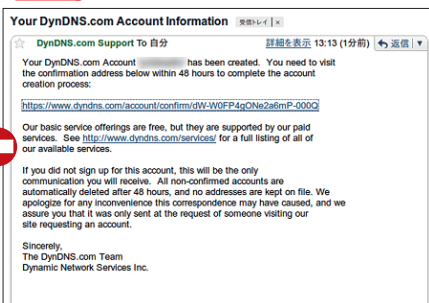 Your DynDNS.com Account Information 受信トレイ | ×
DynDNS.com Support To 自分 詳細を表示 13:13 (1分前) 返信
Your DynDNS.com Account has been created. You need to visit
the confirmation address below within 48 hours to complete the account
creation process:
https://www.dyndns.com/account/confirm/dW-W0FP4gONe2a6mP-000Q
Our basic service offerings are free, but they are supported by our paid
services. See http://www.dyndns.com/services/ for a full listing of all of
our available services.
If you did not sign up for this account, this will be the only
communication you will receive. All non-confirmed accounts are
automatically deleted after 48 hours, and no addresses are kept on file. We
apologize for any inconvenience this correspondence may have caused, and we
assure you that it was only sent at the request of someone visiting our
site requesting an account.
Sincerely,
The DynDNS.com Team
Dynamic Network Services Inc.